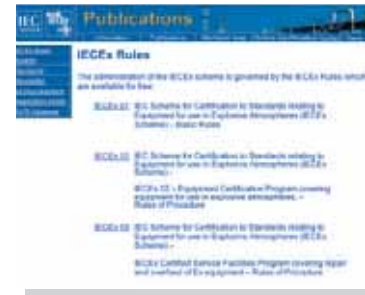 IEC
Publications
IECEx Rules
The administration of the IECEx scheme is governed by the IECEx Rules which
are available for free:
IECEx 01 IEC Scheme for Certification to Standards relating to
Equipment for use in Explosive Atmospheres (IECEx
Scheme) - Basic Rules
IECEx 02 IEC Scheme for Certification to Standards relating to
Equipment for use in Explosive Atmospheres (IECEx
Scheme) -
IECEx 02 - Equipment Certification Program covering
equipment for use in explosive atmospheres -
Rules of Procedure
IECEx 03 IEC Scheme for Certification to Standards relating to
Equipment for use in Explosive Atmospheres (IECEx
Scheme) -
IECEx Certified Service Facilities Program covering repair
and overhaul of Ex equipment - Rules of Procedure